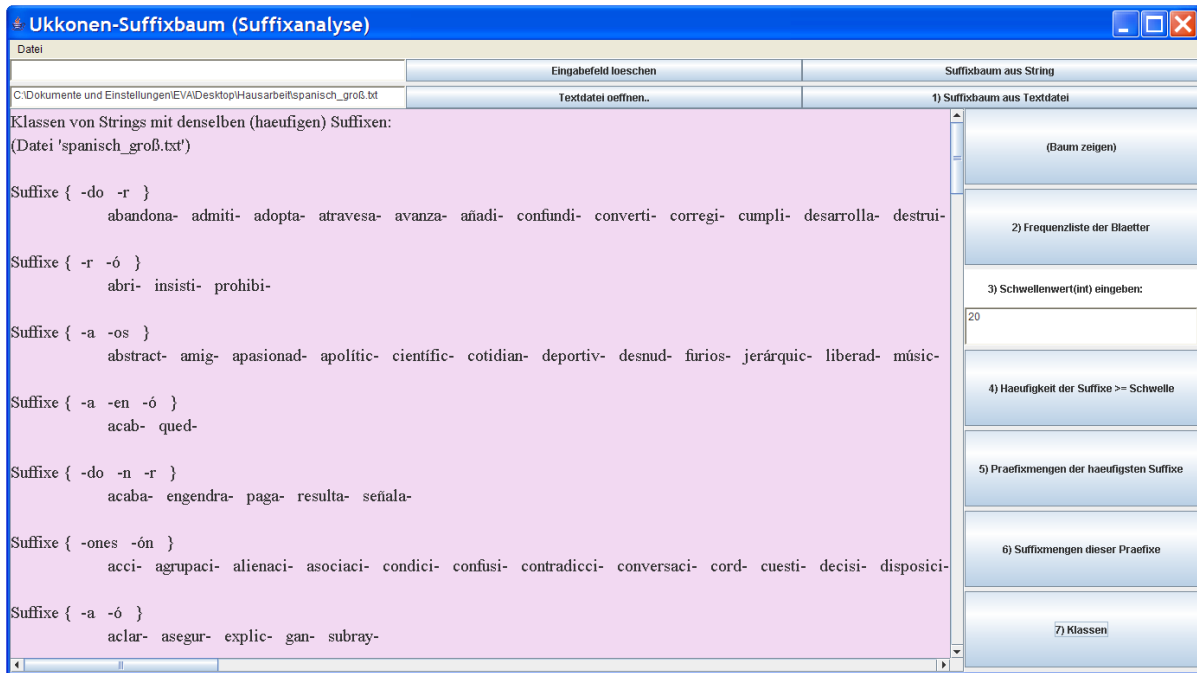 Ukkonen-Suffixbaum (Suffixanalyse)
Datei
Eingabefeld loeschen
Suffixbaum aus String
C:\Dokumente und Einstellungen\EVA\Desktop\Hausarbeit\spanisch_groß.txt
Textdatei oeffnen..
1) Suffixbaum aus Textdatei
Klassen von Strings mit denselben (haeufigen) Suffixen:
(Datei 'spanisch_groß.txt')
Suffixe { -do -r }
abandona- admiti- adopta- atravesa- avanza- añadi- confundi- converti- corregi- cumpli- desarrolla- destrui-
Suffixe { -r -ó }
abri- insisti- prohibi-
Suffixe { -a -os }
abstract- amig- apasionad- apolític- científic- cotidian- deportiv- desnud- furios- jerárquic- liberad- músic-
Suffixe { -a -en -ó }
acab- qued-
Suffixe { -do -n -r }
acaba- engendra- paga- resulta- señala-
Suffixe { -ones -ón }
acci- agrupaci- alienaci- asociaci- condici- confusi- contradicci- conversaci- cord- cuesti- decisi- disposici-
Suffixe { -a -ó }
aclar- asegur- explic- gan- subray-
(Baum zeigen)
2) Frequenzliste der Blaetter
3) Schwellenwert(int) eingeben:
20
4) Haeufigkeit der Suffixe >= Schwelle
5) Praefixmengen der haeufigsten Suffixe
6) Suffixmengen dieser Praefixe
7) Klassen